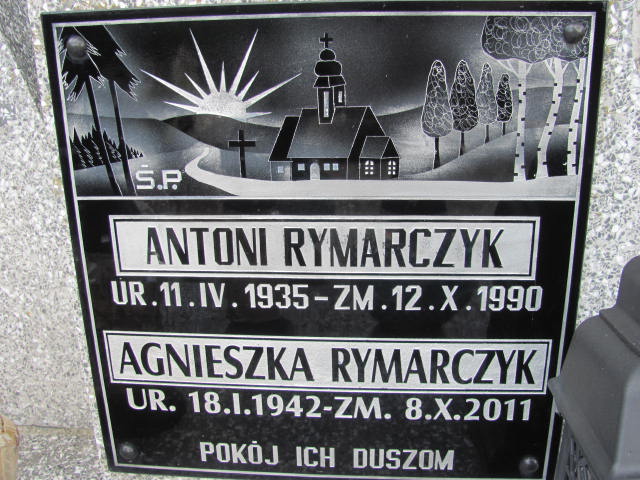 Ś.P.
ANTONI RYMARCZYK
UR. 11. IV. 1935 - ZM. 12. X. 1990
AGNIESZKA RYMARCZYK
UR. 18.I.1942-ZM. 8.X.2011
POKÓJ ICH DUSZOM